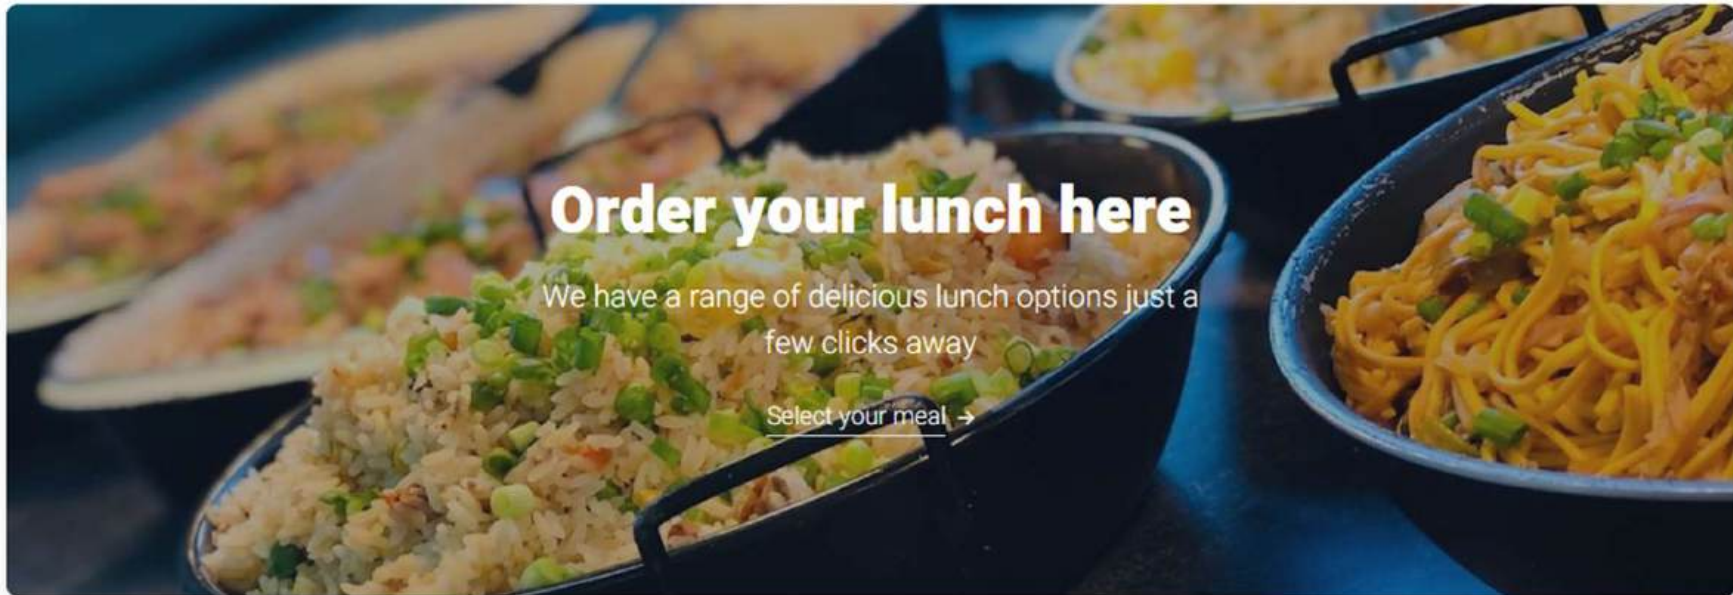 Order your lunch here
We have a range of delicious lunch options just a
few clicks away
Select your meal →